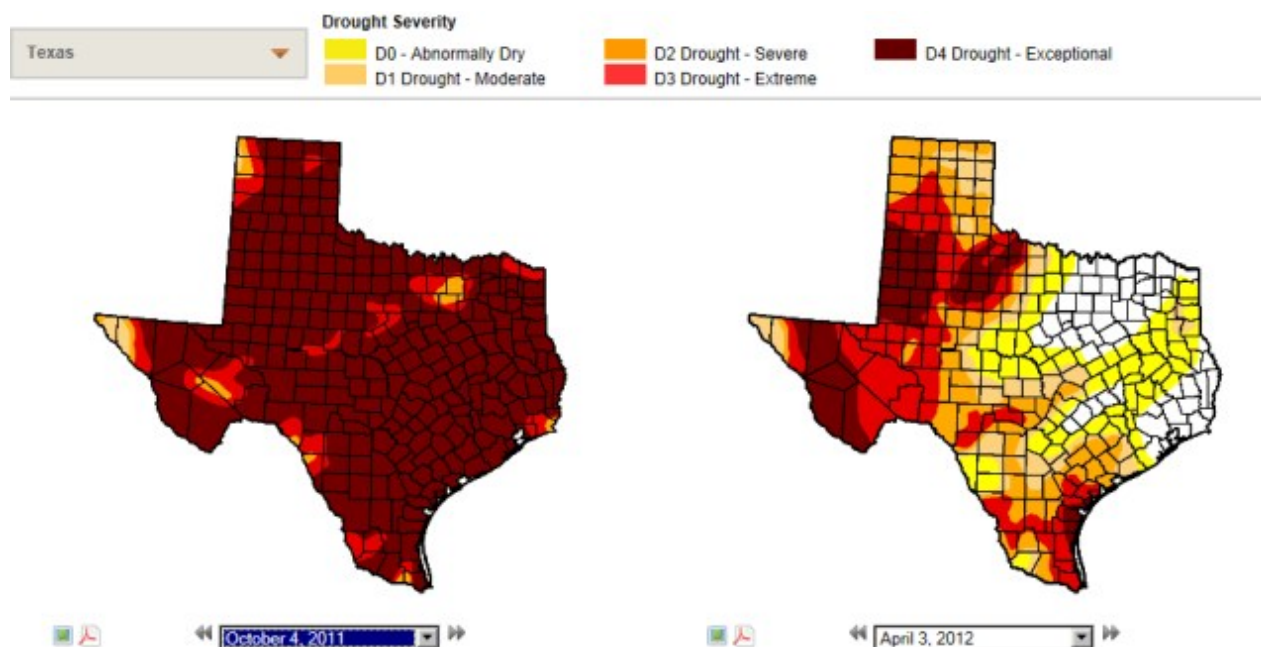 Texas
Drought Severity
D0 - Abnormally Dry
D1 Drought - Moderate
D2 Drought - Severe
D3 Drought - Extreme
D4 Drought - Exceptional
October 4, 2011
April 3, 2012